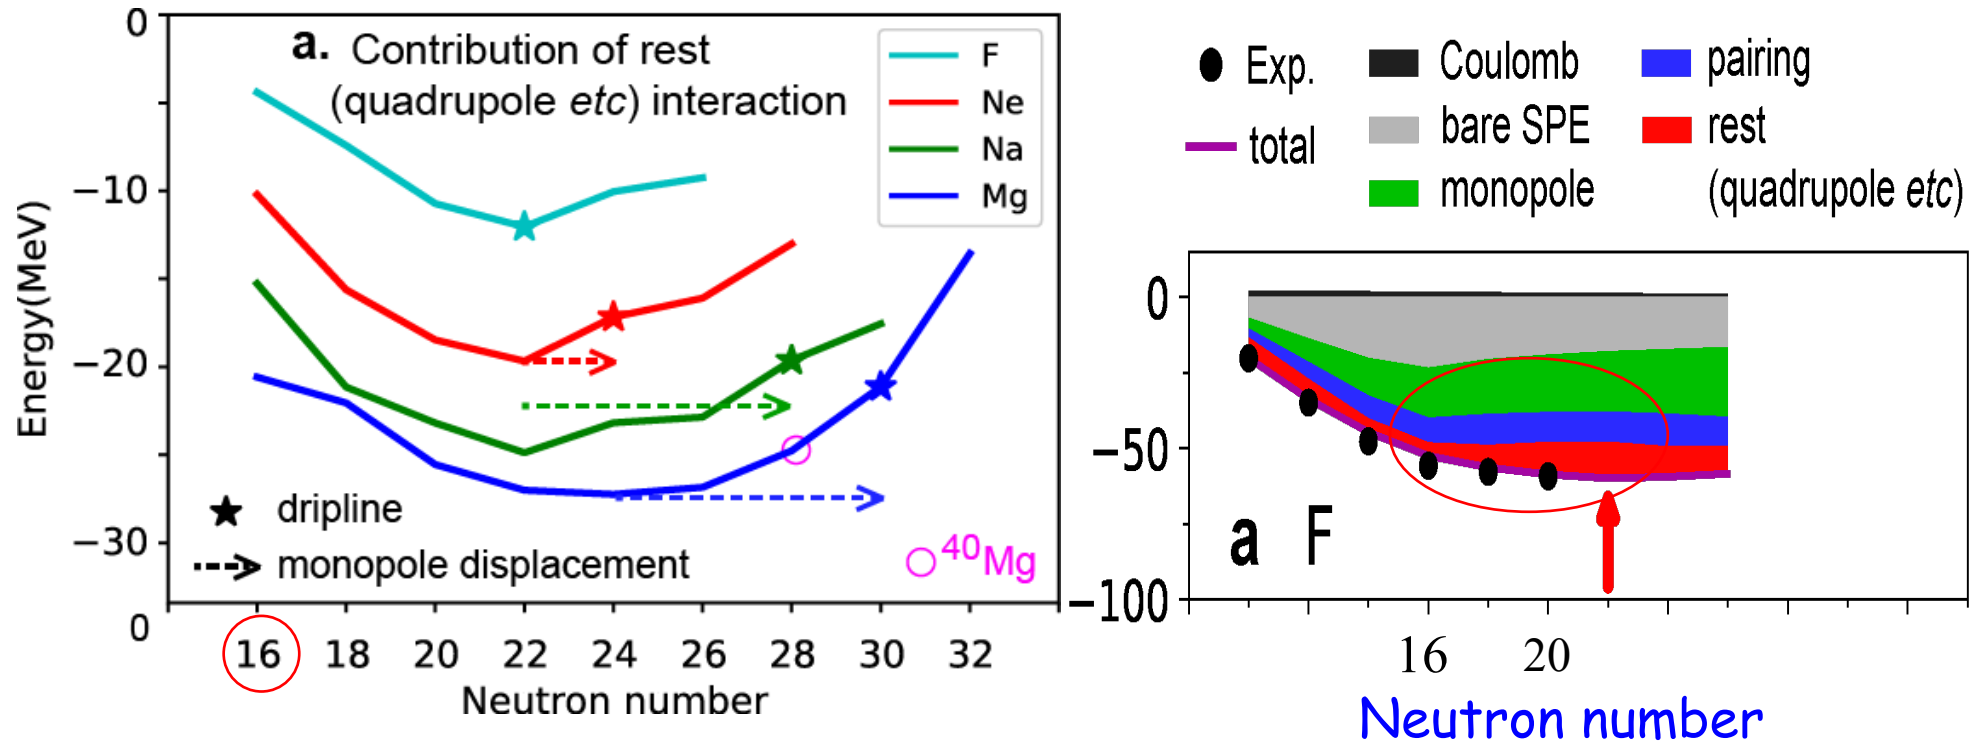 a. Contribution of rest
(quadrupole etc) interaction
F
Ne
Na
Mg
0
−10
−20
−30
0
Energy(MeV)
dripline
monopole displacement
40Mg
16 18 20 22 24 26 28 30 32
Neutron number
Exp.
total
Coulomb
bare SPE
monopole
pairing
rest
(quadrupole etc)
0
−50
−100
a F
16 20
Neutron number